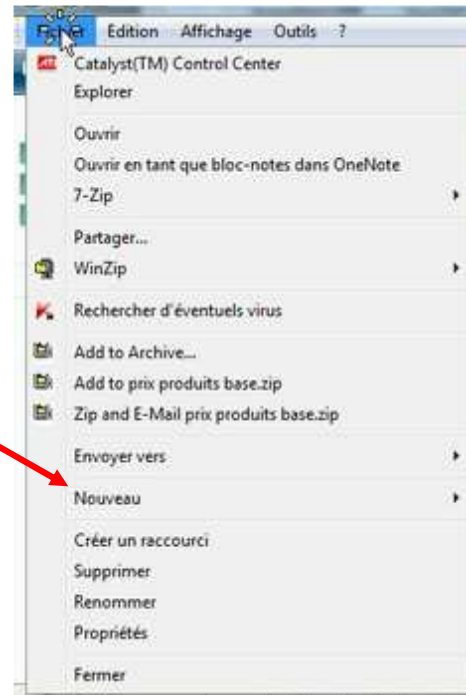 Fichier Edition Affichage Outils ?
ATI Catalyst(TM) Control Center
Explorer
Ouvrir
Ouvrir en tant que bloc-notes dans OneNote
7-Zip
Partager...
WinZip
Rechercher d'éventuels virus
Add to Archive...
Add to prix produits base.zip
Zip and E-Mail prix produits base.zip
Envoyer vers
Nouveau
Créer un raccourci
Supprimer
Renommer
Propriétés
Fermer